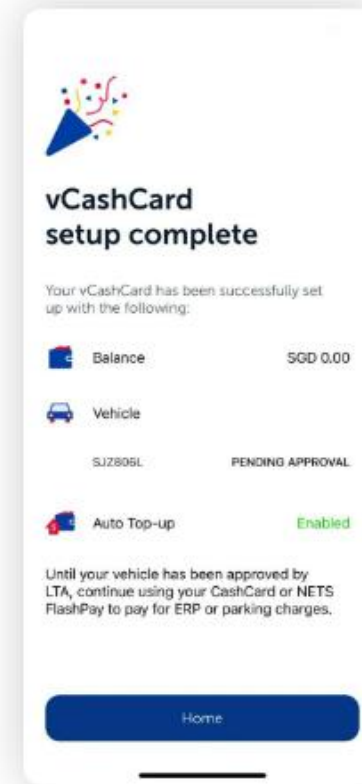 vCashCard
setup complete
Your vCashCard has been successfully set
up with the following:
Balance SGD 0.00
Vehicle
SJZ806L PENDING APPROVAL
Auto Top-up Enabled
Until your vehicle has been approved by
LTA, continue using your CashCard or NETS
FlashPay to pay for ERP or parking charges.
Home